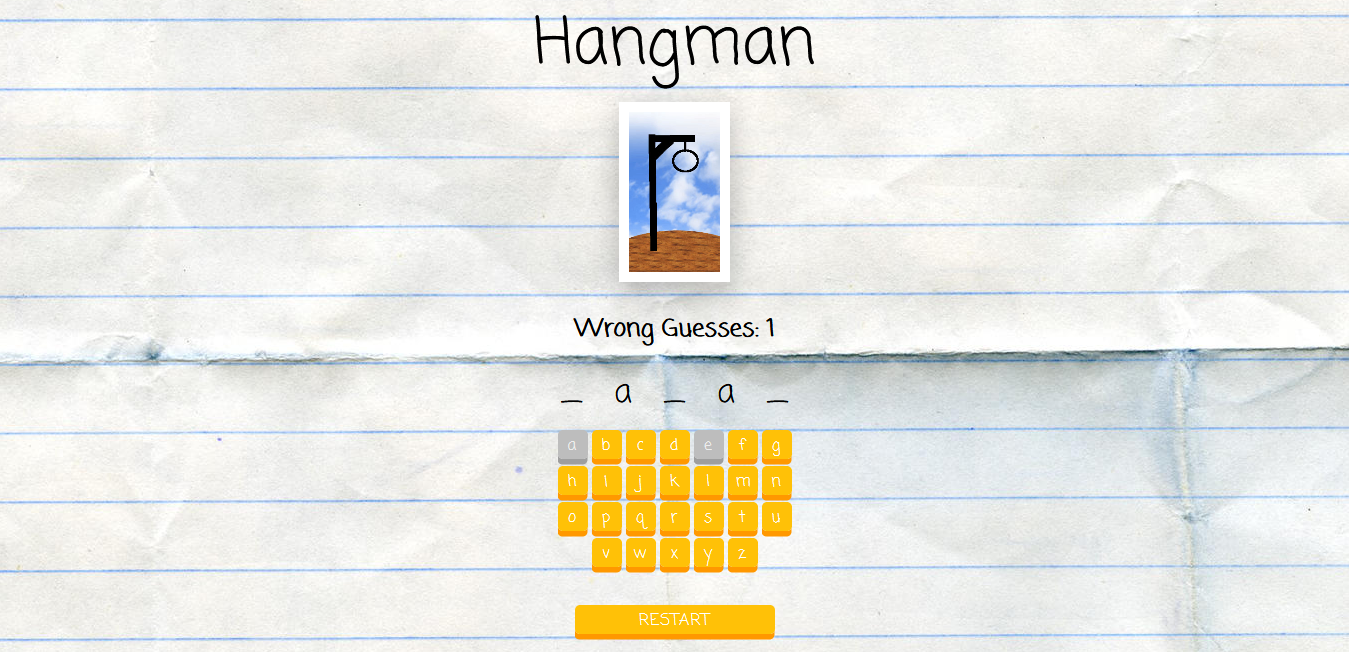 Hangman
Wrong Guesses: 1
_ a _ a _
a b c d e f g
h i j k l m n
o p q r s t u
v w x y z
RESTART